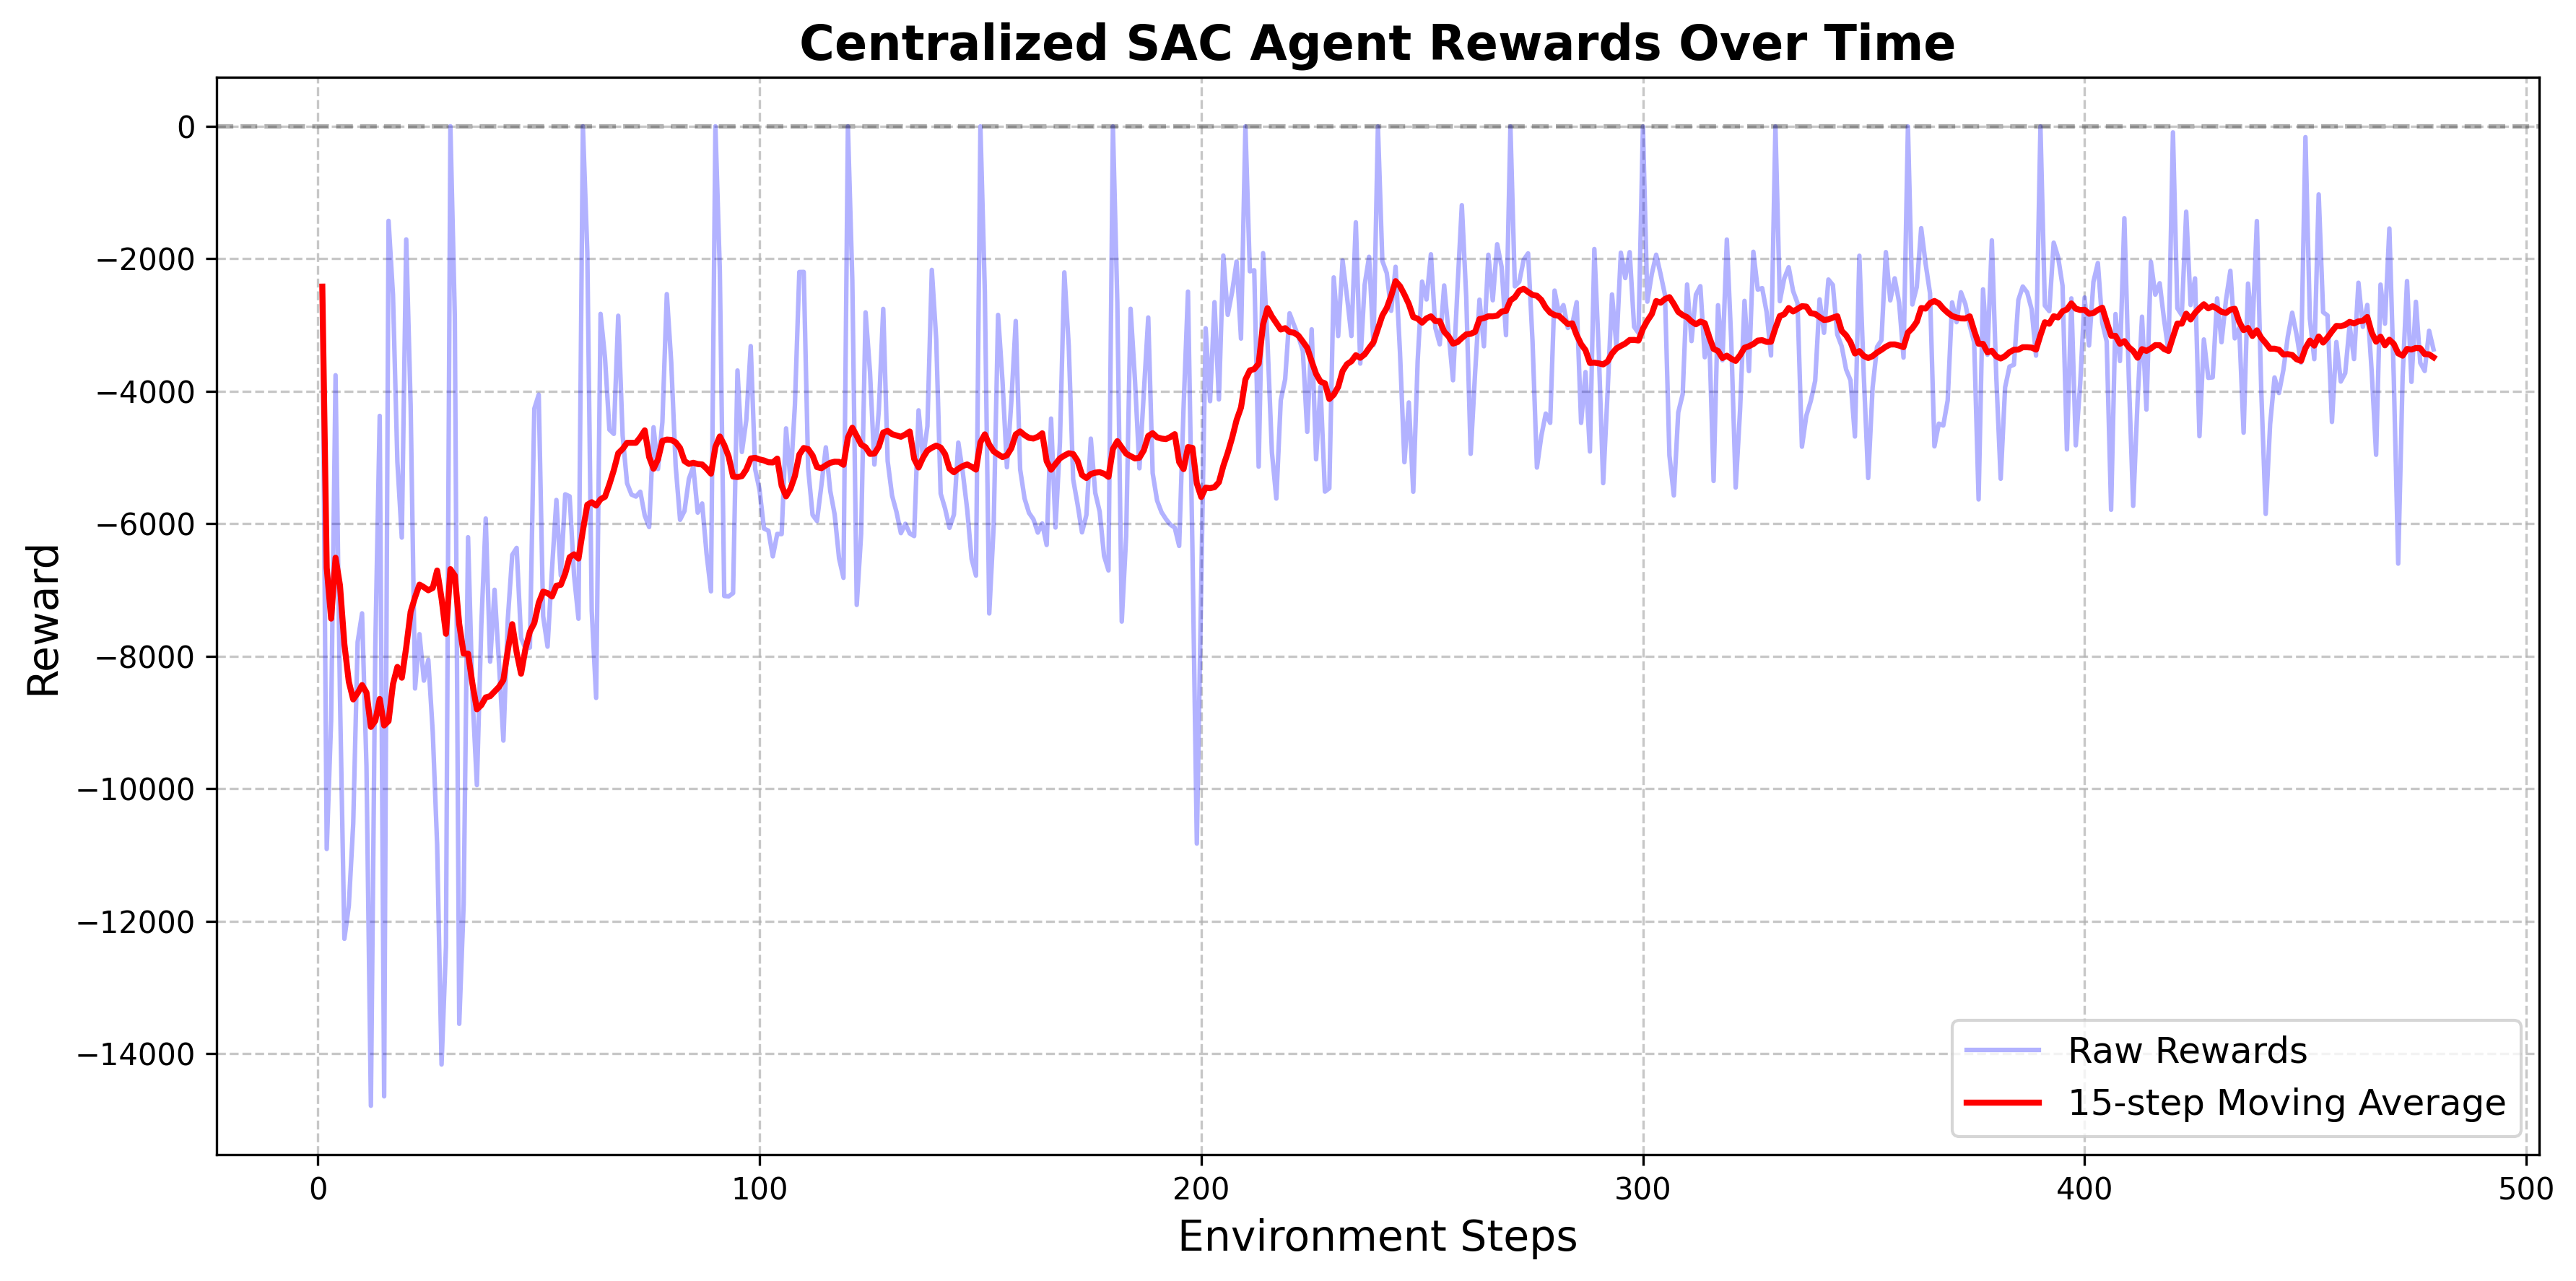 Centralized SAC Agent Rewards Over Time
0
−2000
−4000
−6000
−8000
−10000
−12000
−14000
Reward
0
100
200
300
400
500
Environment Steps
Raw Rewards
15-step Moving Average